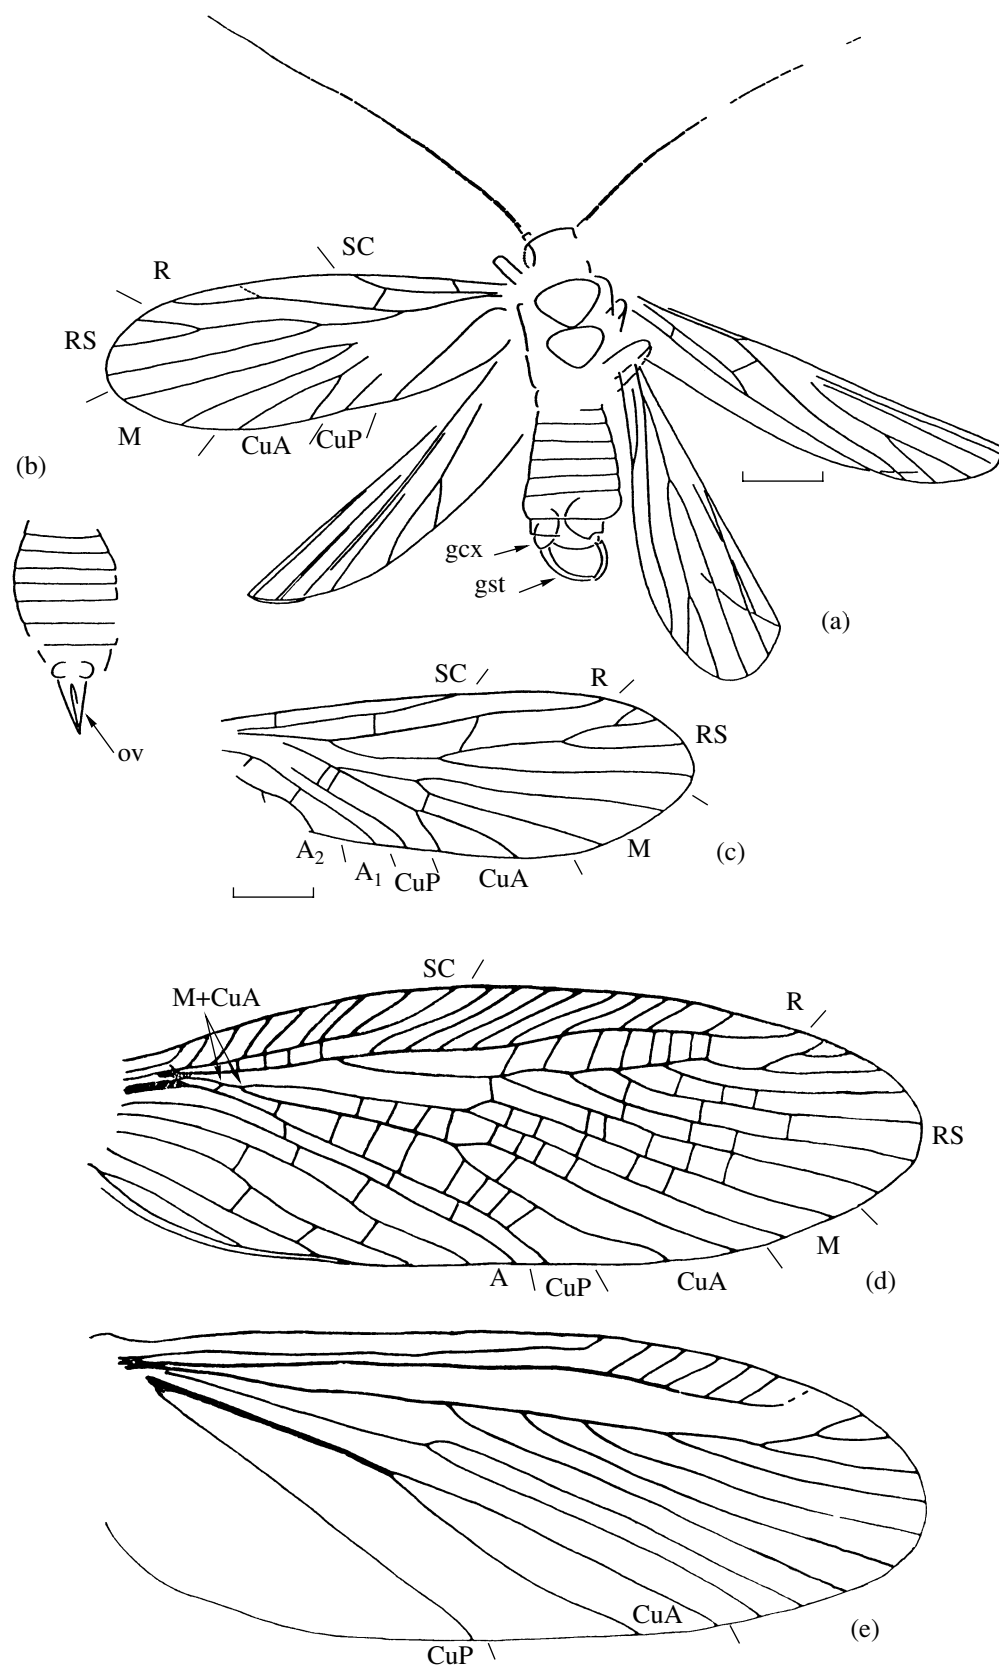 SC
R
RS
M
CuA
CuP
(b)
gcx
gst
(a)
ov
SC
R
RS
M
(c)
A₂
A₁
CuP
CuA
SC
M+CuA
R
RS
M
A
CuP
CuA
(d)
CuA
(e)
CuP